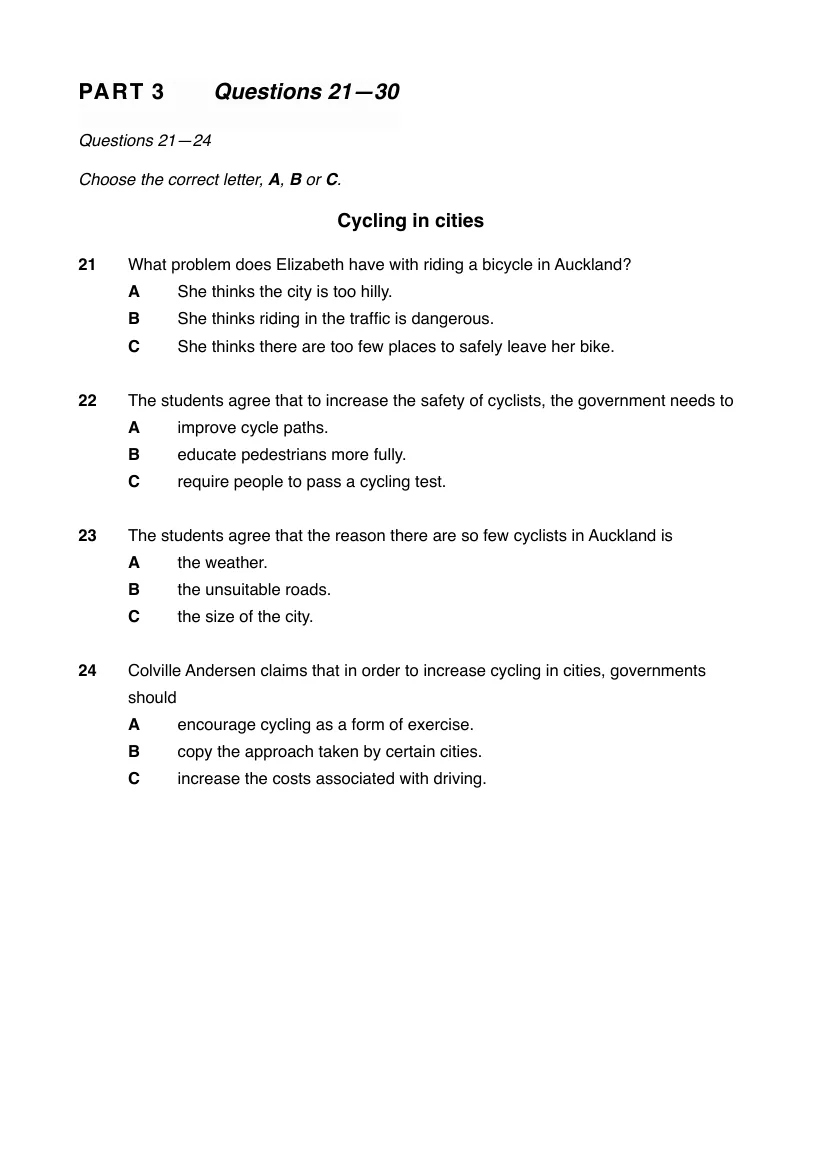 PART 3 Questions 21—30
Questions 21—24
Choose the correct letter, A, B or C.
Cycling in cities
21 What problem does Elizabeth have with riding a bicycle in Auckland?
A She thinks the city is too hilly.
B She thinks riding in the traffic is dangerous.
C She thinks there are too few places to safely leave her bike.
22 The students agree that to increase the safety of cyclists, the government needs to
A improve cycle paths.
B educate pedestrians more fully.
C require people to pass a cycling test.
23 The students agree that the reason there are so few cyclists in Auckland is
A the weather.
B the unsuitable roads.
C the size of the city.
24 Colville Andersen claims that in order to increase cycling in cities, governments
should
A encourage cycling as a form of exercise.
B copy the approach taken by certain cities.
C increase the costs associated with driving.